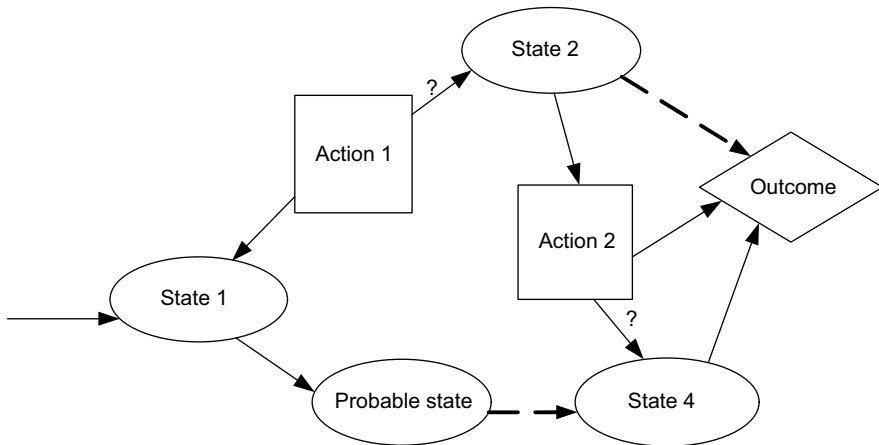 State 2
?
Action 1
Outcome
Action 2
State 1
?
Probable state
State 4